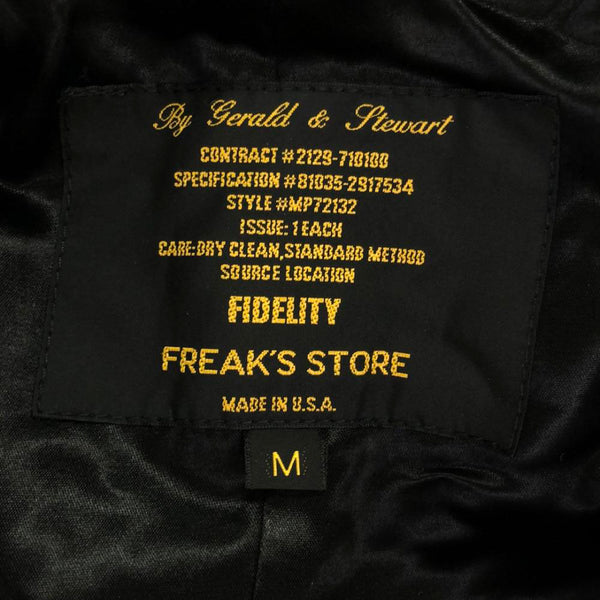 By Gerald & Stewart
CONTRACT #2129-710100
SPECIFICATION #81035-2917534
STYLE #MP72132
ISSUE: 1 EACH
CARE:DRY CLEAN,STANDARD METHOD
SOURCE LOCATION
FIDELITY
FREAK'S STORE
MADE IN U.S.A.
M